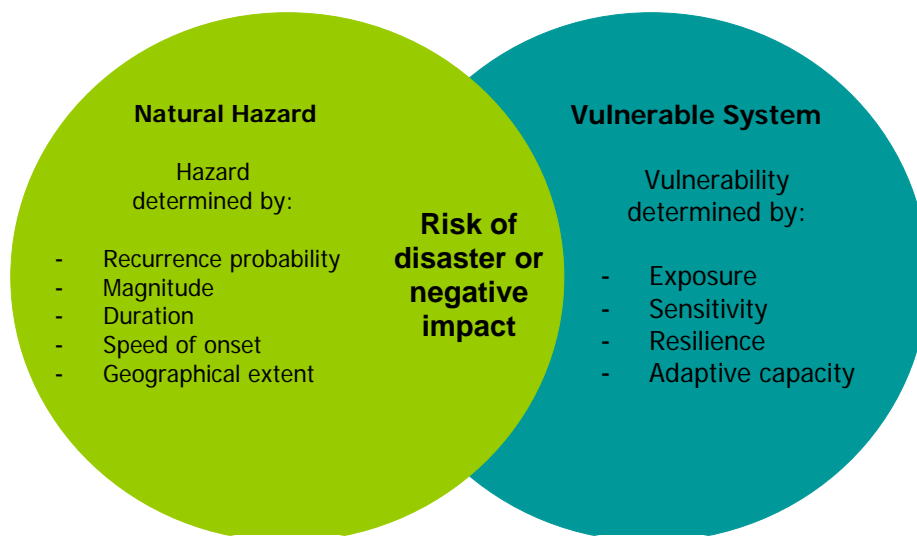 Natural Hazard
Hazard
determined by:
- Recurrence probability
- Magnitude
- Duration
- Speed of onset
- Geographical extent
Risk of
disaster or
negative
impact
Vulnerable System
Vulnerability
determined by:
- Exposure
- Sensitivity
- Resilience
- Adaptive capacity